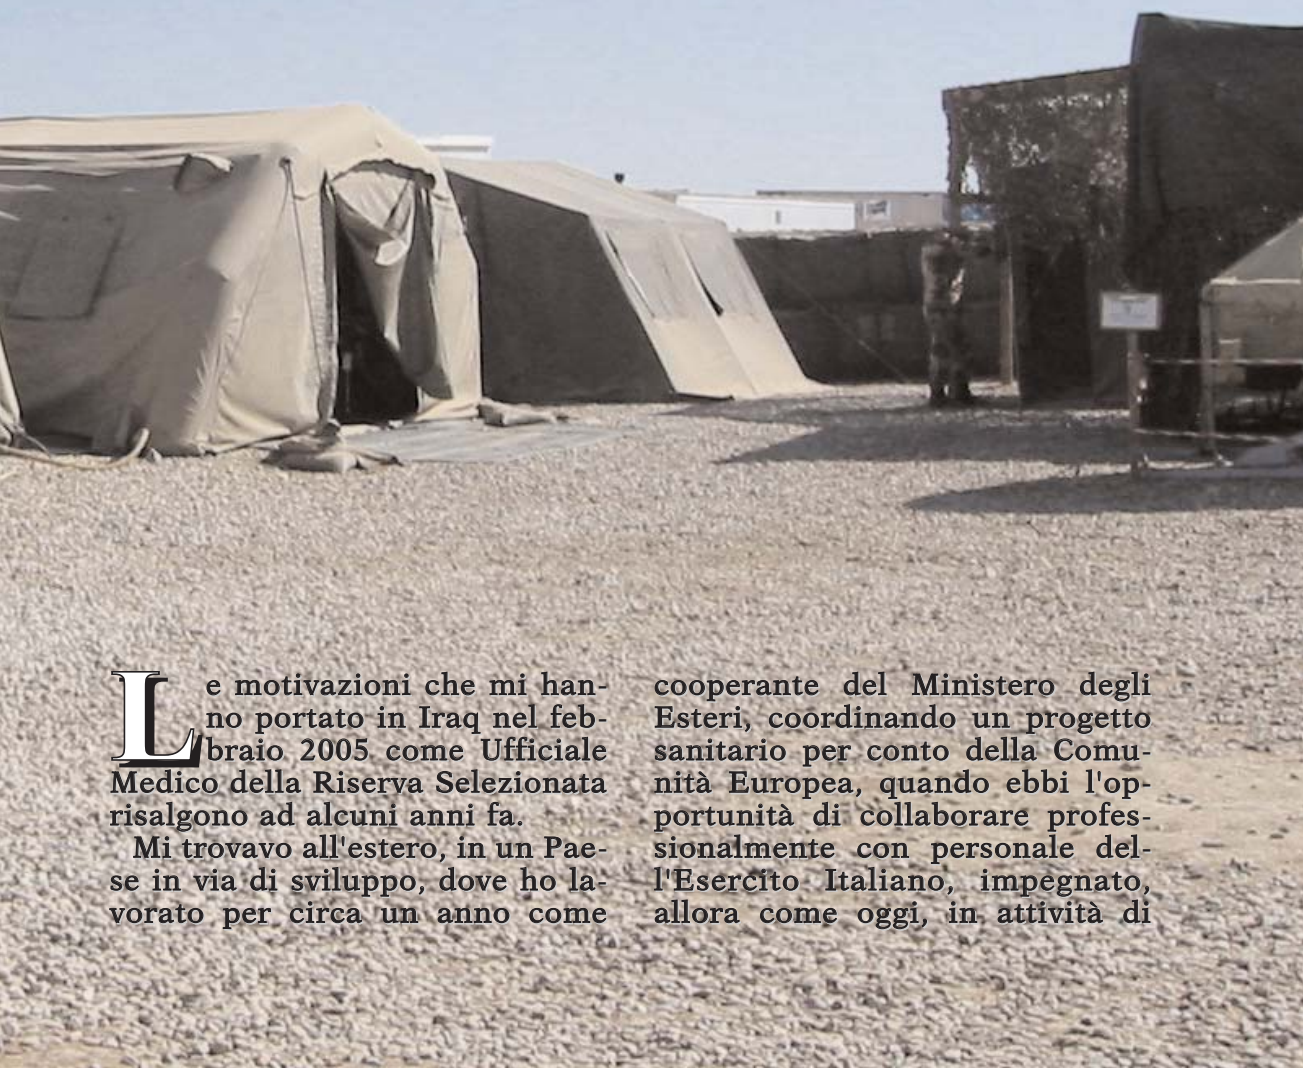 Le motivazioni che mi han-
no portato in Iraq nel feb-
braio 2005 come Ufficiale
Medico della Riserva Selezionata
risalgono ad alcuni anni fa.
Mi trovavo all'estero, in un Pae-
se in via di sviluppo, dove ho la-
vorato per circa un anno come
cooperante del Ministero degli
Esteri, coordinando un progetto
sanitario per conto della Comu-
nità Europea, quando ebbi l'op-
portunità di collaborare profes-
sionalmente con personale del-
l'Esercito Italiano, impegnato,
allora come oggi, in attività di